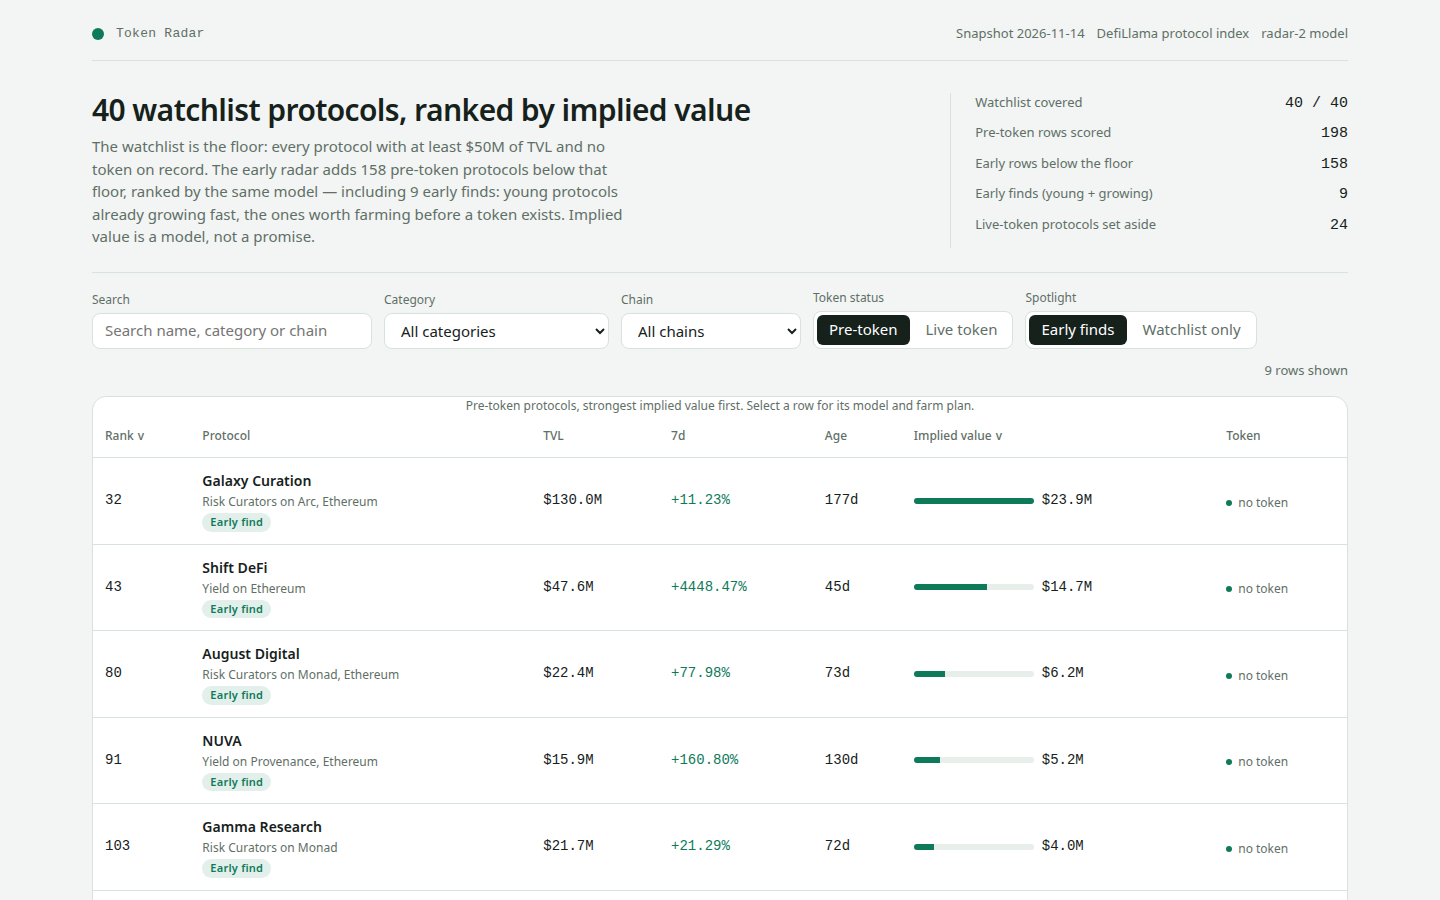 Token Radar
Snapshot 2026-11-14 DefiLlama protocol index radar-2 model
40 watchlist protocols, ranked by implied value
The watchlist is the floor: every protocol with at least $50M of TVL and no
token on record. The early radar adds 158 pre-token protocols below that
floor, ranked by the same model — including 9 early finds: young protocols
already growing fast, the ones worth farming before a token exists. Implied
value is a model, not a promise.
Watchlist covered 40 / 40
Pre-token rows scored 198
Early rows below the floor 158
Early finds (young + growing) 9
Live-token protocols set aside 24
Search Category Chain Token status Spotlight
Search name, category or chain All categories All chains Pre-token Live token Early finds Watchlist only
9 rows shown
Pre-token protocols, strongest implied value first. Select a row for its model and farm plan.
Rank v Protocol TVL 7d Age Implied value v Token
Galaxy Curation
32 Risk Curators on Arc, Ethereum $130.0M +11.23% 177d $23.9M no token
Early find
Shift DeFi
43 Yield on Ethereum $47.6M +4448.47% 45d $14.7M no token
Early find
August Digital
80 Risk Curators on Monad, Ethereum $22.4M +77.98% 73d $6.2M no token
Early find
NUVA
91 Yield on Provenance, Ethereum $15.9M +160.80% 130d $5.2M no token
Early find
Gamma Research
103 Risk Curators on Monad $21.7M +21.29% 72d $4.0M no token
Early find